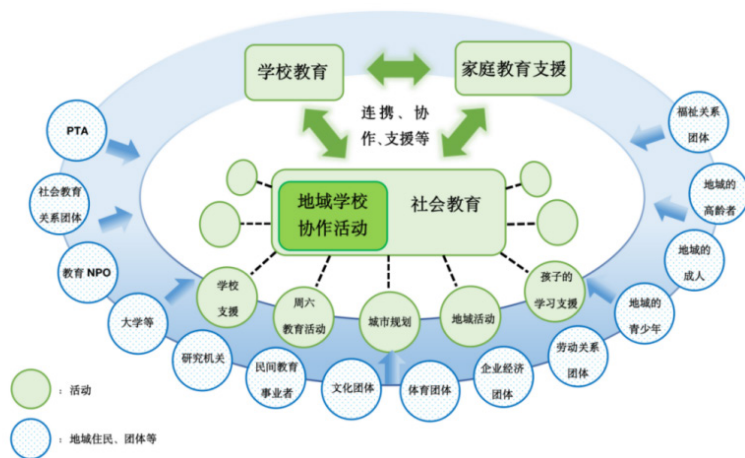 学校教育
家庭教育支援
连携、协
作、支援等
地域学校
协作活动
社会教育
PTA
社会教育
关系团体
教育 NPO
大学等
研究机关
民间教育
事业者
文化团体
体育团体
企业经济
团体
劳动关系
团体
地域的
青少年
地域的
成人
地域的
高龄者
福祉关系
团体
学校
支援
周六
教育活动
城市规划
地域活动
孩子的
学习支援
：活动
：地域住民、团体等